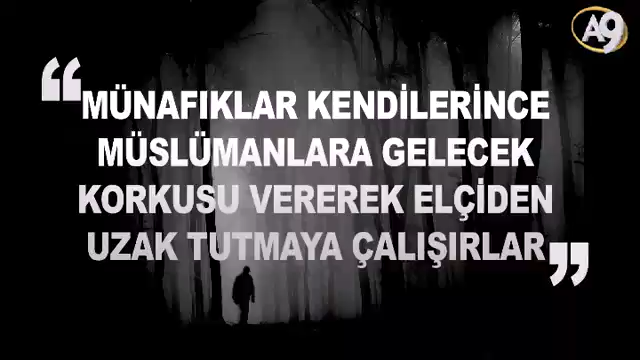 A9
“MÜNAFIKLAR KENDİLERİNCE
MÜSLÜMANLARA GELECEK
KORKUSU VEREREK ELÇİDEN
UZAK TUTMAYA ÇALIŞIRLAR”